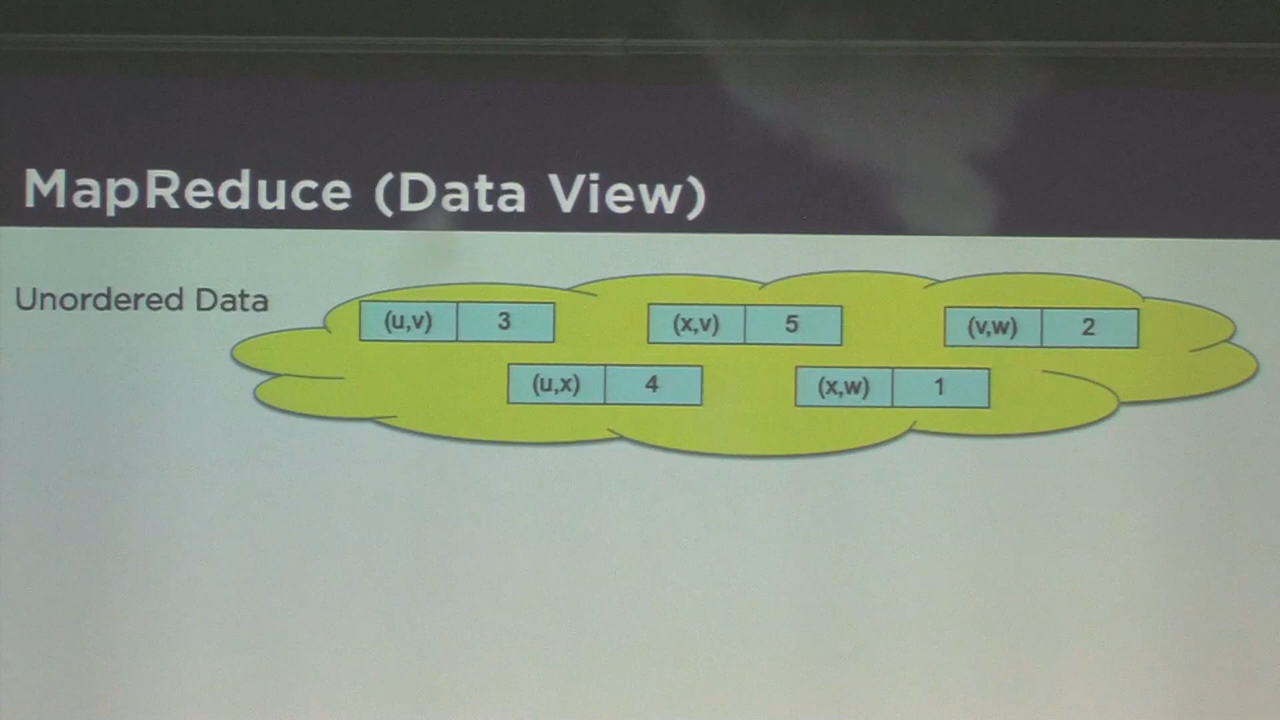 MapReduce (Data View)
Unordered Data
(u,v) 3
(x,v) 5
(v,w) 2
(u,x) 4
(x,w) 1